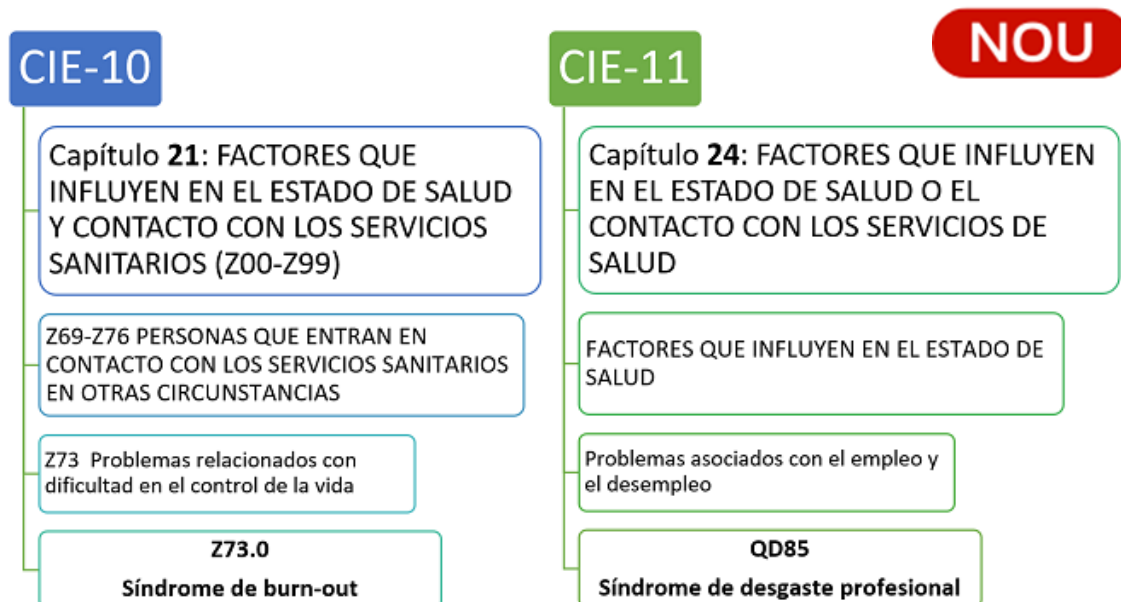 CIE-10
Capítulo 21: FACTORES QUE
INFLUYEN EN EL ESTADO DE SALUD
Y CONTACTO CON LOS SERVICIOS
SANITARIOS (Z00-Z99)
Z69-Z76 PERSONAS QUE ENTRAN EN
CONTACTO CON LOS SERVICIOS SANITARIOS
EN OTRAS CIRCUNSTANCIAS
Z73 Problemas relacionados con
dificultad en el control de la vida
Z73.0
Síndrome de burn-out
CIE-11
NOU
Capítulo 24: FACTORES QUE INFLUYEN
EN EL ESTADO DE SALUD O EL
CONTACTO CON LOS SERVICIOS DE
SALUD
FACTORES QUE INFLUYEN EN EL ESTADO DE
SALUD
Problemas asociados con el empleo y
el desempleo
QD85
Síndrome de desgaste profesional